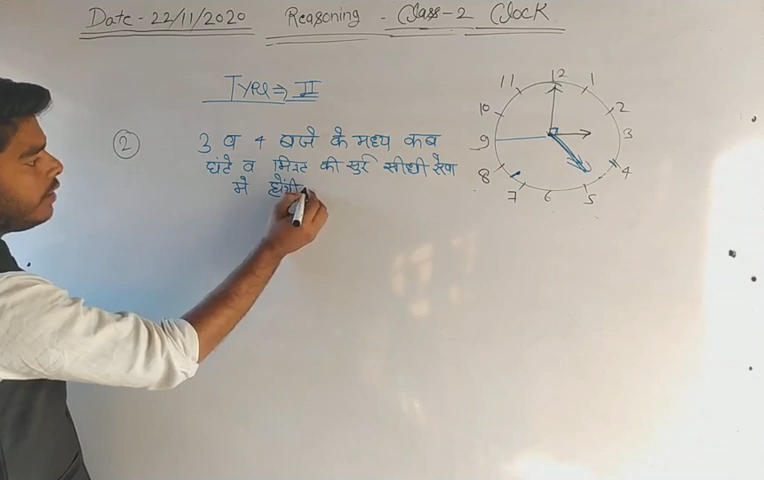 Date - 22/11/2020 Reasoning - Class-2 Clock
TYPE ⇒ II
② 3 व 4 बाजे के मध्य कब
घंटे व मिनट की सुई सीधी रेखा
मे होंगी
12
11 1
10 2
9 3
8 4
7 6 5